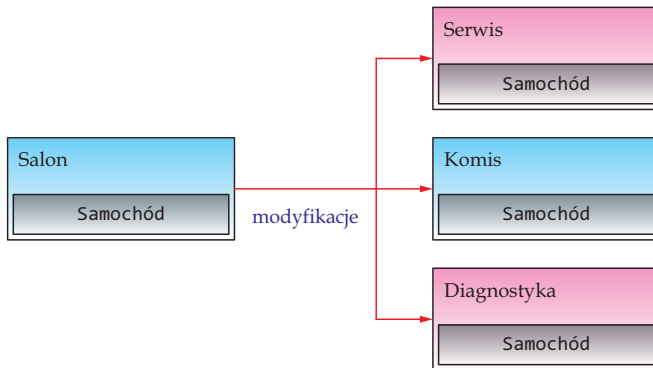 Serwis
Samochód
Salon
Samochód
modyfikacje
Komis
Samochód
Diagnostyka
Samochód